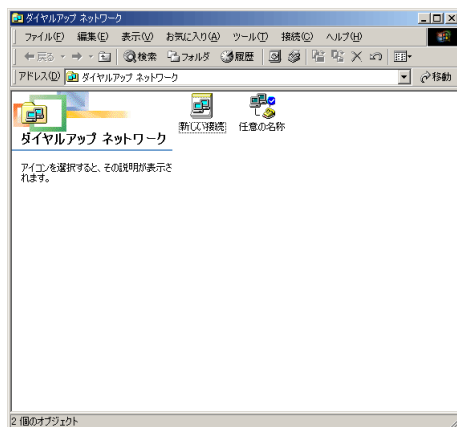 ダイヤルアップ ネットワーク
ファイル(F) 編集(E) 表示(V) お気に入り(A) ツール(T) 接続(C) ヘルプ(H)
戻る 検索 フォルダ 履歴
アドレス(D) ダイヤルアップ ネットワーク 移動
新しい接続 任意の名称
ダイヤルアップ ネットワーク
アイコンを選択すると、その説明が表示さ
れます。
2 個のオブジェクト